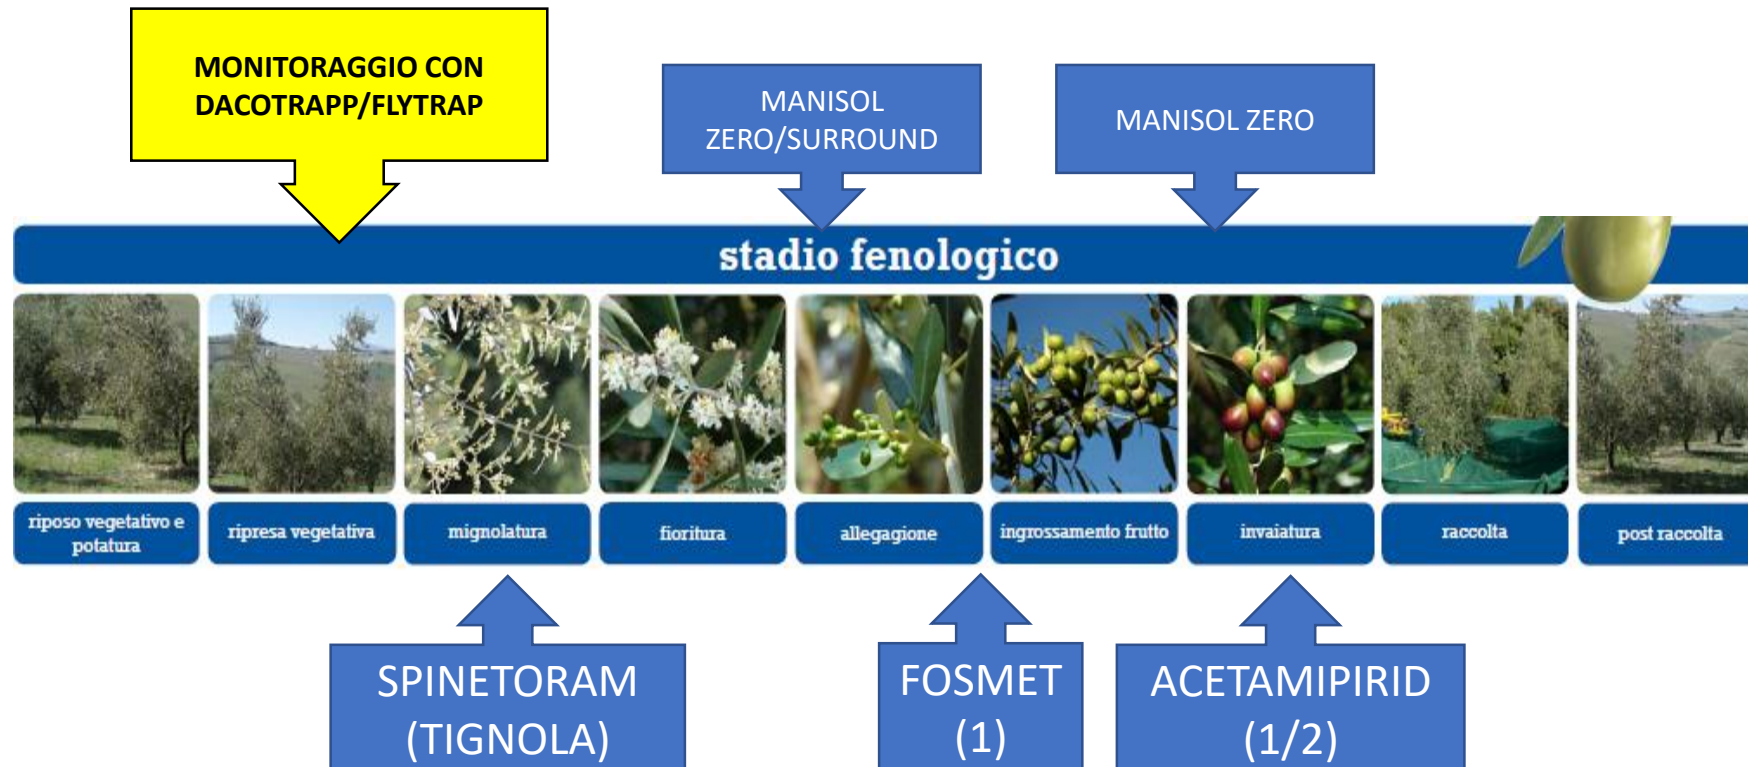 MONITORAGGIO CON
DACOTRAPP/FLYTRAP
MANISOL
ZERO/SURROUND
MANISOL ZERO
stadio fenologico
riposo vegetativo e
potatura
ripresa vegetativa
mignolatura
fioritura
allegagione
ingrossamento frutto
invaiatura
raccolta
post raccolta
SPINETORAM
(TIGNOLA)
FOSMET
(1)
ACETAMIPIRID
(1/2)